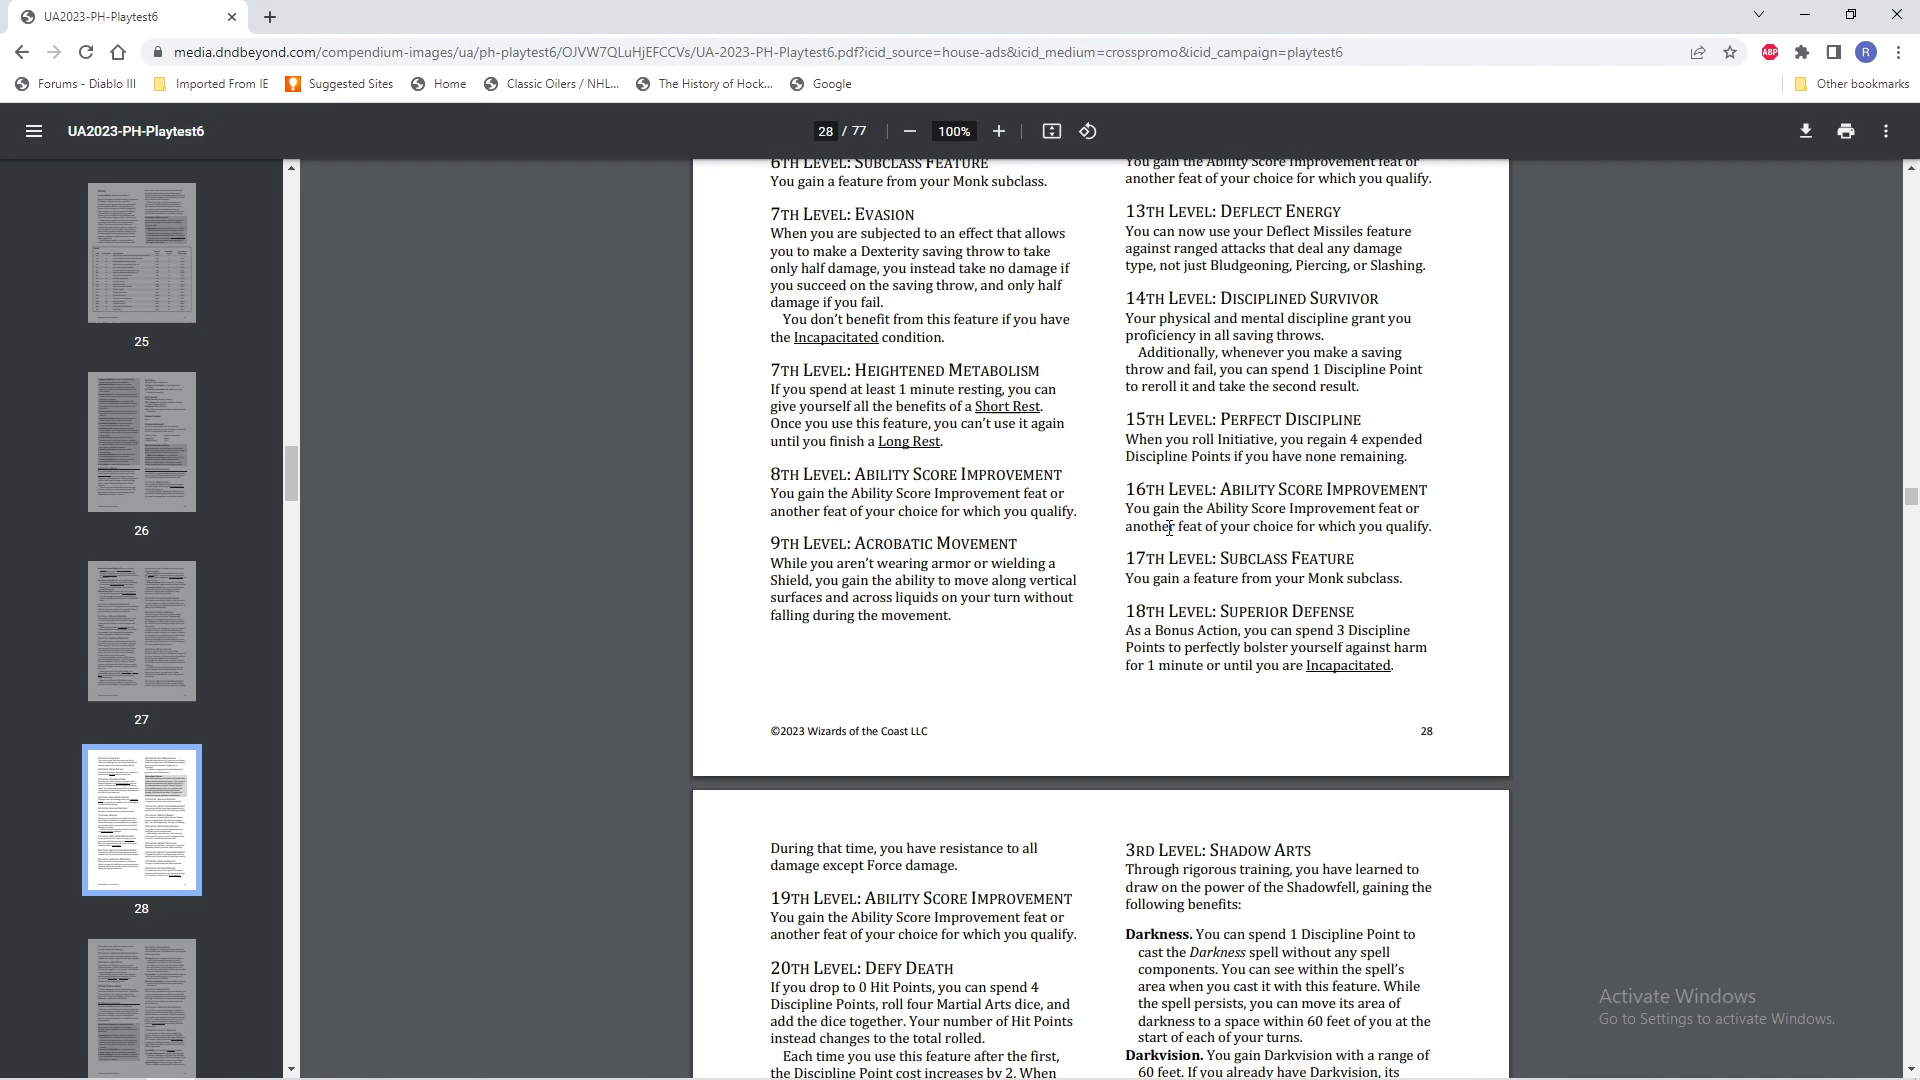 UA2023-PH-Playtest6
media.dndbeyond.com/compendium-images/ua/ph-playtest6/OJVW7QLuHjEFCCVs/UA-2023-PH-Playtest6.pdf?icid_source=house-ads&icid_medium=crosspromo&icid_campaign=playtest6
ABP
R
Forums - Diablo III
Imported From IE
Suggested Sites
Home
Classic Oilers / NHL...
The History of Hock...
Google
Other bookmarks
UA2023-PH-Playtest6
28 / 77
100%
25
26
27
28
6TH LEVEL: SUBCLASS FEATURE
You gain a feature from your Monk subclass.
7TH LEVEL: EVASION
When you are subjected to an effect that allows
you to make a Dexterity saving throw to take
only half damage, you instead take no damage if
you succeed on the saving throw, and only half
damage if you fail.
You don't benefit from this feature if you have
the Incapacitated condition.
7TH LEVEL: HEIGHTENED METABOLISM
If you spend at least 1 minute resting, you can
give yourself all the benefits of a Short Rest.
Once you use this feature, you can't use it again
until you finish a Long Rest.
8TH LEVEL: ABILITY SCORE IMPROVEMENT
You gain the Ability Score Improvement feat or
another feat of your choice for which you qualify.
9TH LEVEL: ACROBATIC MOVEMENT
While you aren't wearing armor or wielding a
Shield, you gain the ability to move along vertical
surfaces and across liquids on your turn without
falling during the movement.
You gain the Ability Score Improvement feat or
another feat of your choice for which you qualify.
13TH LEVEL: DEFLECT ENERGY
You can now use your Deflect Missiles feature
against ranged attacks that deal any damage
type, not just Bludgeoning, Piercing, or Slashing.
14TH LEVEL: DISCIPLINED SURVIVOR
Your physical and mental discipline grant you
proficiency in all saving throws.
Additionally, whenever you make a saving
throw and fail, you can spend 1 Discipline Point
to reroll it and take the second result.
15TH LEVEL: PERFECT DISCIPLINE
When you roll Initiative, you regain 4 expended
Discipline Points if you have none remaining.
16TH LEVEL: ABILITY SCORE IMPROVEMENT
You gain the Ability Score Improvement feat or
another feat of your choice for which you qualify.
17TH LEVEL: SUBCLASS FEATURE
You gain a feature from your Monk subclass.
18TH LEVEL: SUPERIOR DEFENSE
As a Bonus Action, you can spend 3 Discipline
Points to perfectly bolster yourself against harm
for 1 minute or until you are Incapacitated.
©2023 Wizards of the Coast LLC
28
During that time, you have resistance to all
damage except Force damage.
19TH LEVEL: ABILITY SCORE IMPROVEMENT
You gain the Ability Score Improvement feat or
another feat of your choice for which you qualify.
20TH LEVEL: DEFY DEATH
If you drop to 0 Hit Points, you can spend 4
Discipline Points, roll four Martial Arts dice, and
add the dice together. Your number of Hit Points
instead changes to the total rolled.
Each time you use this feature after the first,
the Discipline Point cost increases by 2. When
3RD LEVEL: SHADOW ARTS
Through rigorous training, you have learned to
draw on the power of the Shadowfell, gaining the
following benefits:
Darkness. You can spend 1 Discipline Point to
cast the Darkness spell without any spell
components. You can see within the spell's
area when you cast it with this feature. While
the spell persists, you can move its area of
darkness to a space within 60 feet of you at the
start of each of your turns.
Darkvision. You gain Darkvision with a range of
60 feet. If you already have Darkvision, its
Activate Windows
Go to Settings to activate Windows.